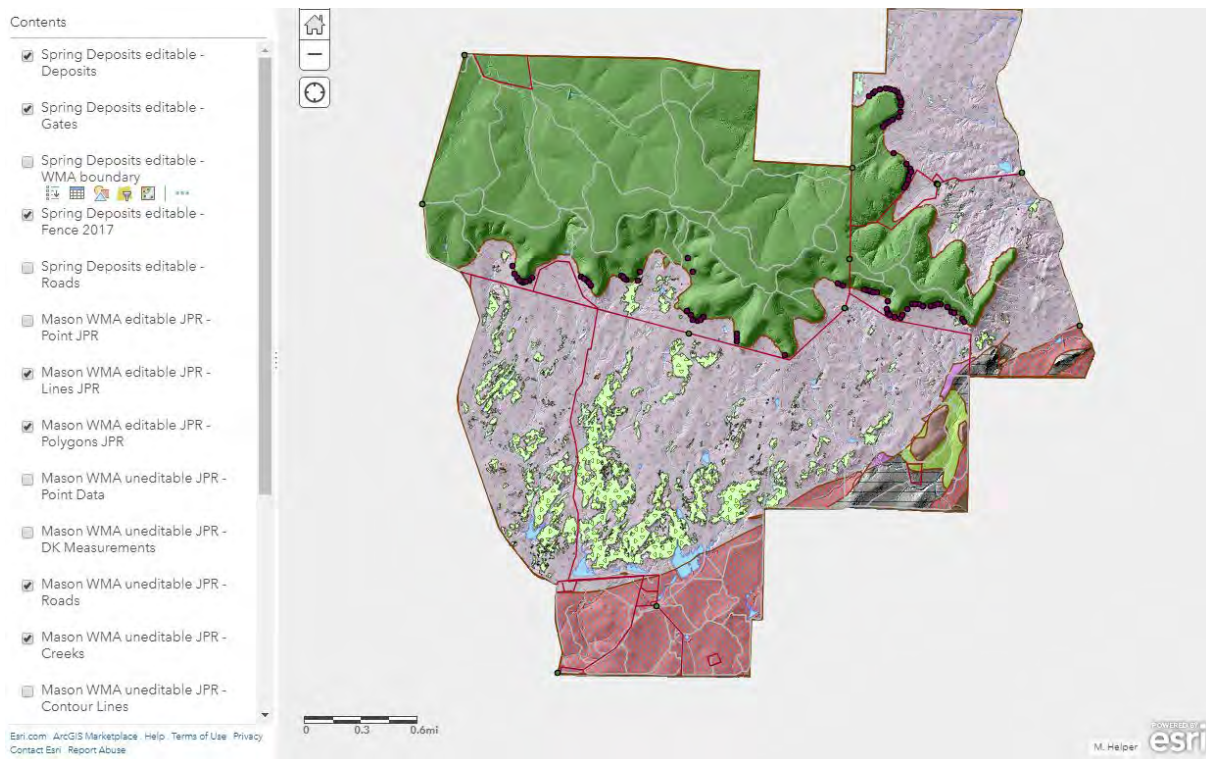 Contents
Spring Deposits editable -
Deposits
Spring Deposits editable -
Gates
Spring Deposits editable -
WMA boundary
Spring Deposits editable -
Fence 2017
Spring Deposits editable -
Roads
Mason WMA editable JPR -
Point JPR
Mason WMA editable JPR -
Lines JPR
Mason WMA editable JPR -
Polygons JPR
Mason WMA uneditable JPR -
Point Data
Mason WMA uneditable JPR -
DK Measurements
Mason WMA uneditable JPR -
Roads
Mason WMA uneditable JPR -
Creeks
Mason WMA uneditable JPR -
Contour Lines
Esri.com ArcGIS Marketplace Help Terms of Use Privacy
Contact Esri Report Abuse
0 0.3 0.6mi
M. Helper
POWERED BY
esri